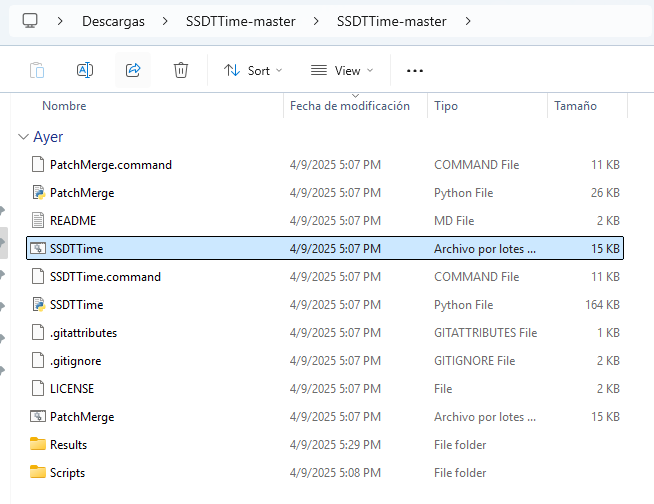 Descargas > SSDTTime-master > SSDTTime-master >
Sort View ...
Nombre Fecha de modificación Tipo Tamaño
Ayer
PatchMerge.command 4/9/2025 5:07 PM COMMAND File 11 KB
PatchMerge 4/9/2025 5:07 PM Python File 26 KB
README 4/9/2025 5:07 PM MD File 2 KB
SSDTTime 4/9/2025 5:07 PM Archivo por lotes ... 15 KB
SSDTTime.command 4/9/2025 5:07 PM COMMAND File 11 KB
SSDTTime 4/9/2025 5:07 PM Python File 164 KB
.gitattributes 4/9/2025 5:07 PM GITATTRIBUTES File 1 KB
.gitignore 4/9/2025 5:07 PM GITIGNORE File 2 KB
LICENSE 4/9/2025 5:07 PM File 2 KB
PatchMerge 4/9/2025 5:07 PM Archivo por lotes ... 15 KB
Results 4/9/2025 5:29 PM File folder
Scripts 4/9/2025 5:08 PM File folder